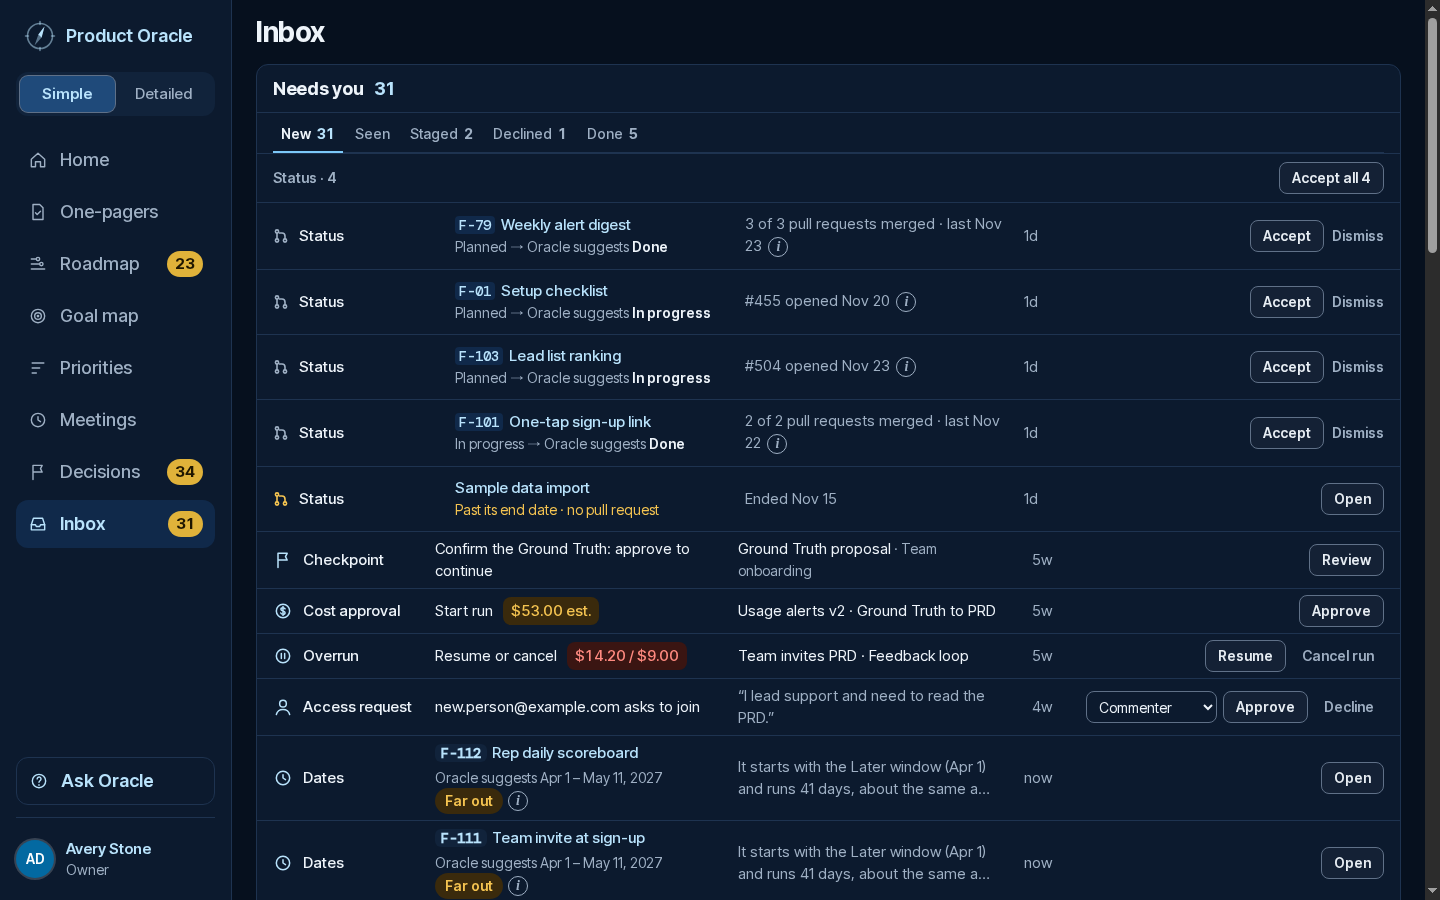 Product Oracle
Simple Detailed
Home
One-pagers
Roadmap 23
Goal map
Priorities
Meetings
Decisions 34
Inbox 31
Ask Oracle
AD
Avery Stone
Owner
Inbox
Needs you 31
New 31 Seen Staged 2 Declined 1 Done 5
Status · 4 Accept all 4
Status
F-79 Weekly alert digest
Planned → Oracle suggests Done
3 of 3 pull requests merged · last Nov
23 i
1d
Accept Dismiss
Status
F-01 Setup checklist
Planned → Oracle suggests In progress
#455 opened Nov 20 i
1d
Accept Dismiss
Status
F-103 Lead list ranking
Planned → Oracle suggests In progress
#504 opened Nov 23 i
1d
Accept Dismiss
Status
F-101 One-tap sign-up link
In progress → Oracle suggests Done
2 of 2 pull requests merged · last Nov
22 i
1d
Accept Dismiss
Status
Sample data import
Past its end date · no pull request
Ended Nov 15
1d
Open
Checkpoint
Confirm the Ground Truth: approve to
continue
Ground Truth proposal · Team
onboarding
5w
Review
Cost approval
Start run $53.00 est.
Usage alerts v2 · Ground Truth to PRD
5w
Approve
Overrun
Resume or cancel $14.20 / $9.00
Team invites PRD · Feedback loop
5w
Resume Cancel run
Access request
new.person@example.com asks to join
“I lead support and need to read the
PRD.”
4w
Commenter Approve Decline
Dates
F-112 Rep daily scoreboard
Oracle suggests Apr 1 – May 11, 2027
Far out i
It starts with the Later window (Apr 1)
and runs 41 days, about the same a...
now
Open
Dates
F-111 Team invite at sign-up
Oracle suggests Apr 1 – May 11, 2027
Far out i
It starts with the Later window (Apr 1)
and runs 41 days, about the same a...
now
Open